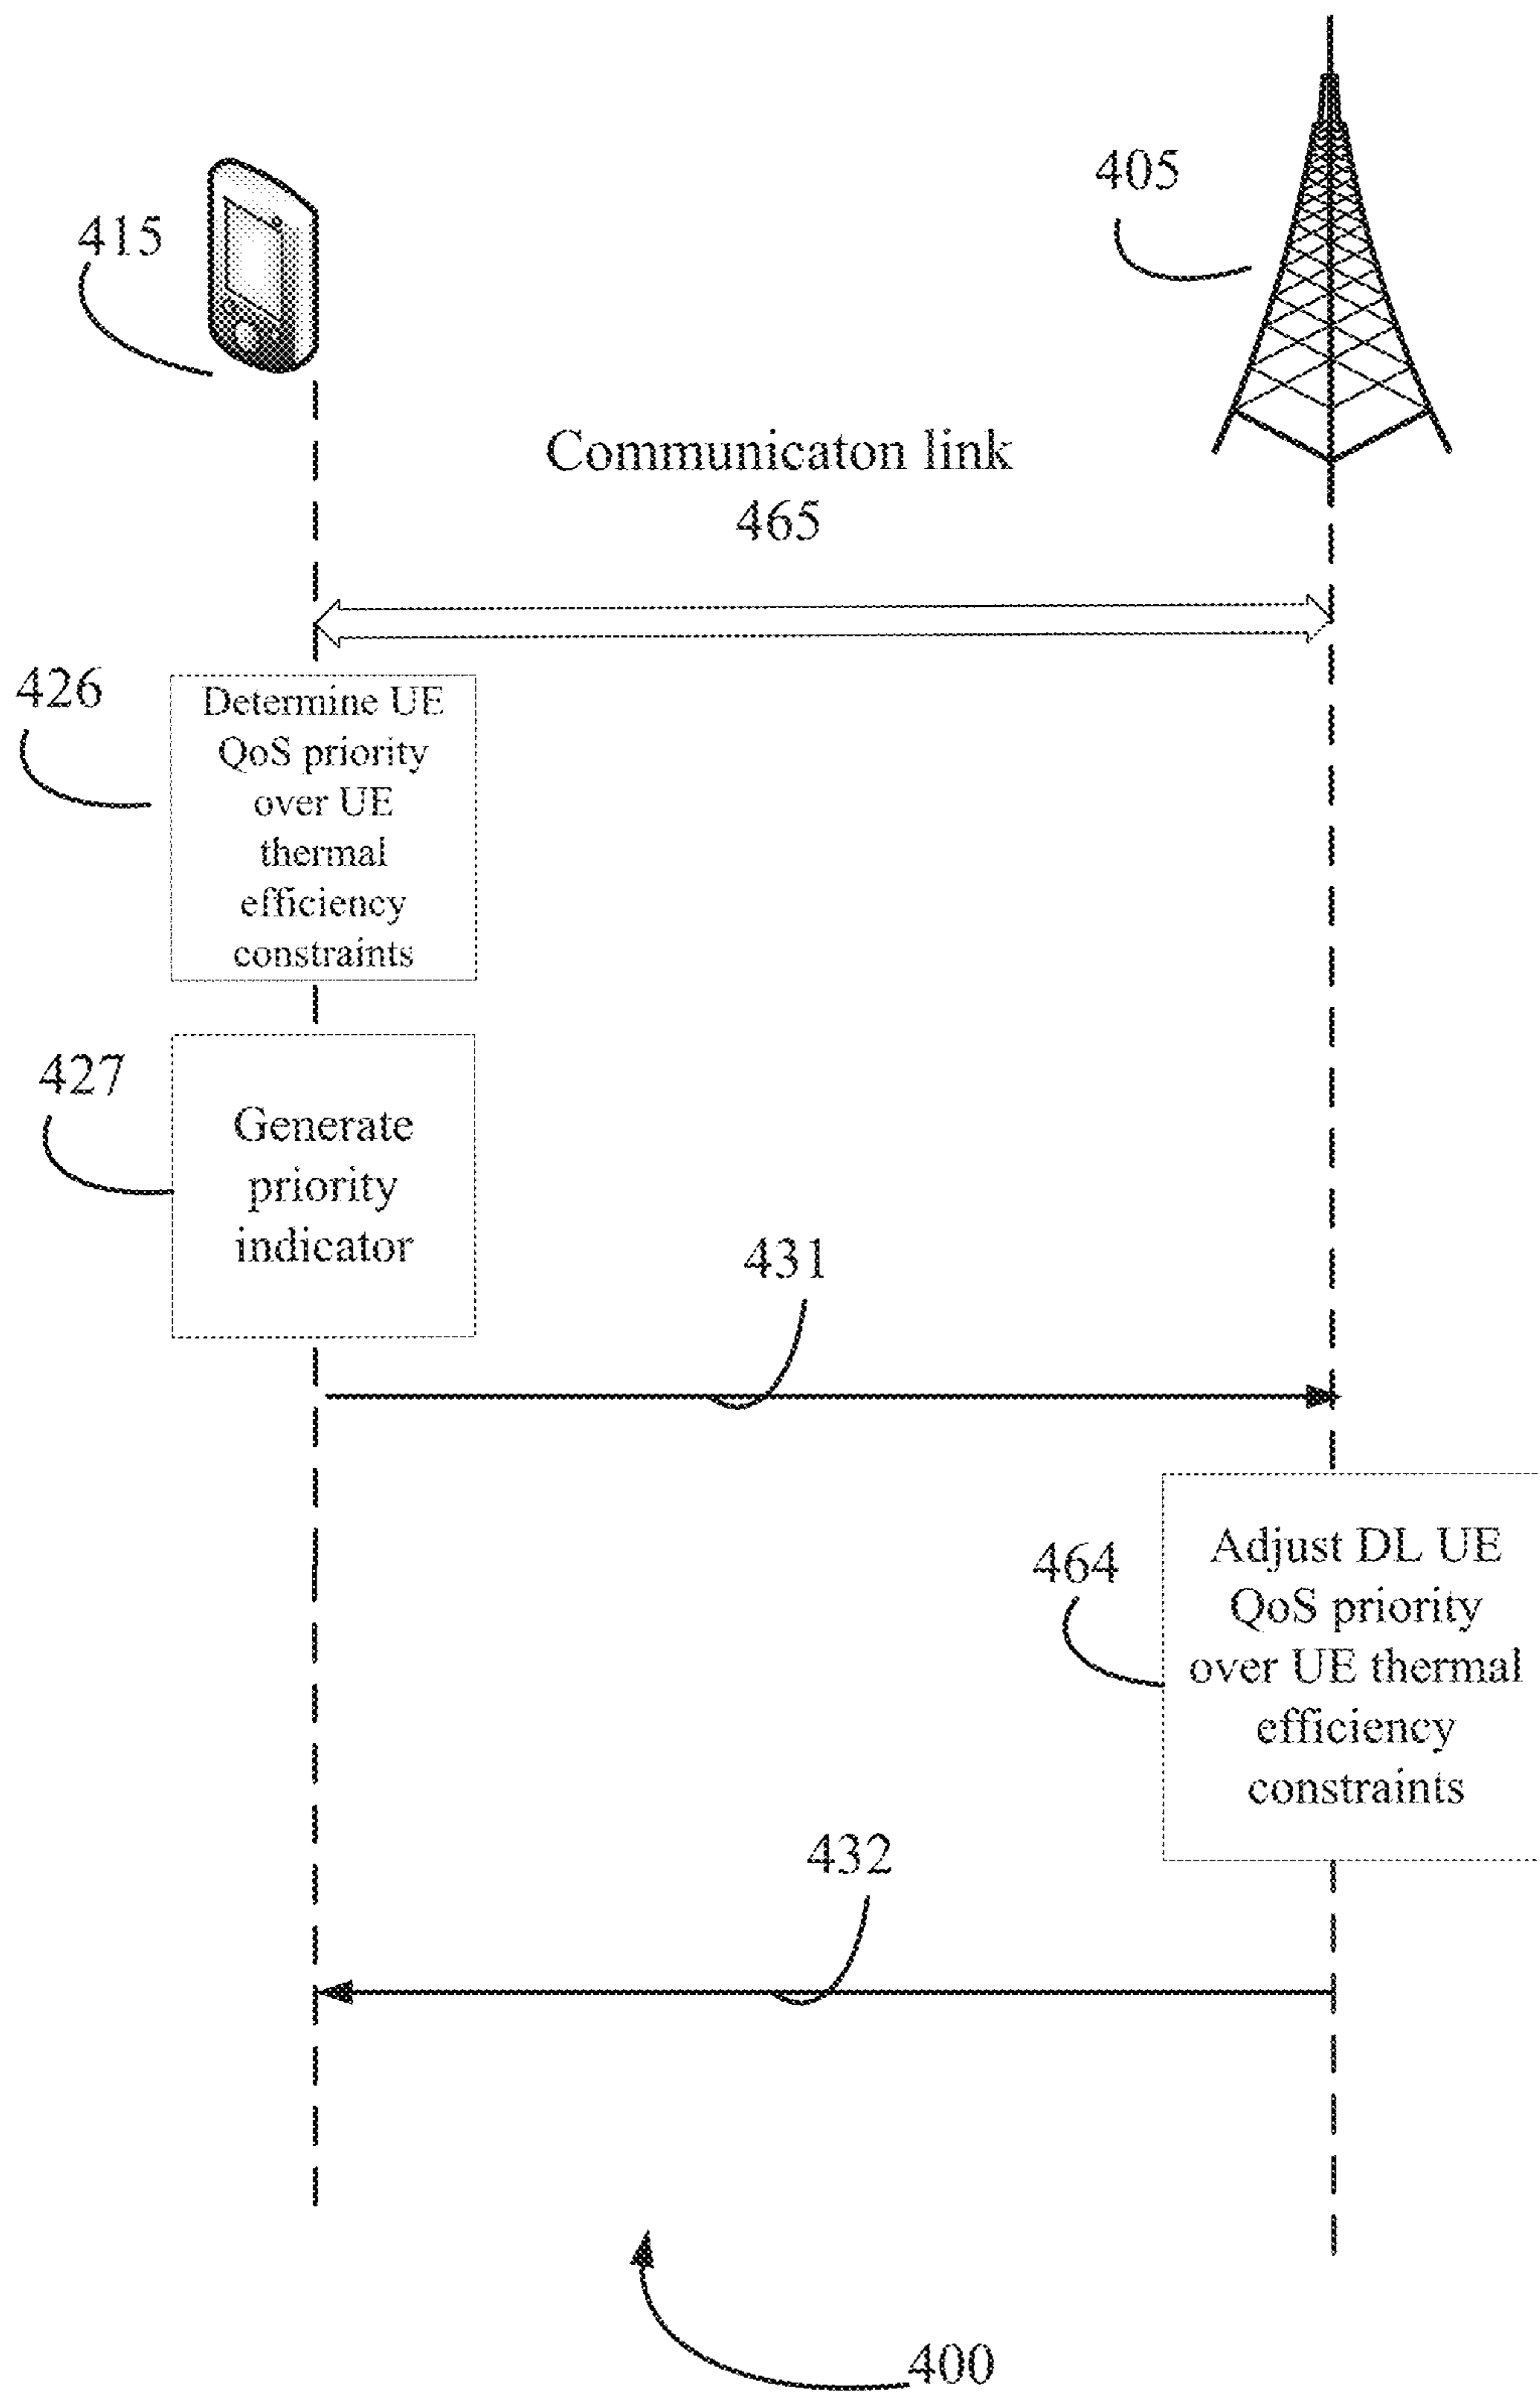 405
415
Communicaton link
465
426
Determine UE
QoS priority
over UE
thermal
efficiency
constraints
427
Generate
priority
indicator
431
464
Adjust DL UE
QoS priority
over UE thermal
efficiency
constraints
432
400